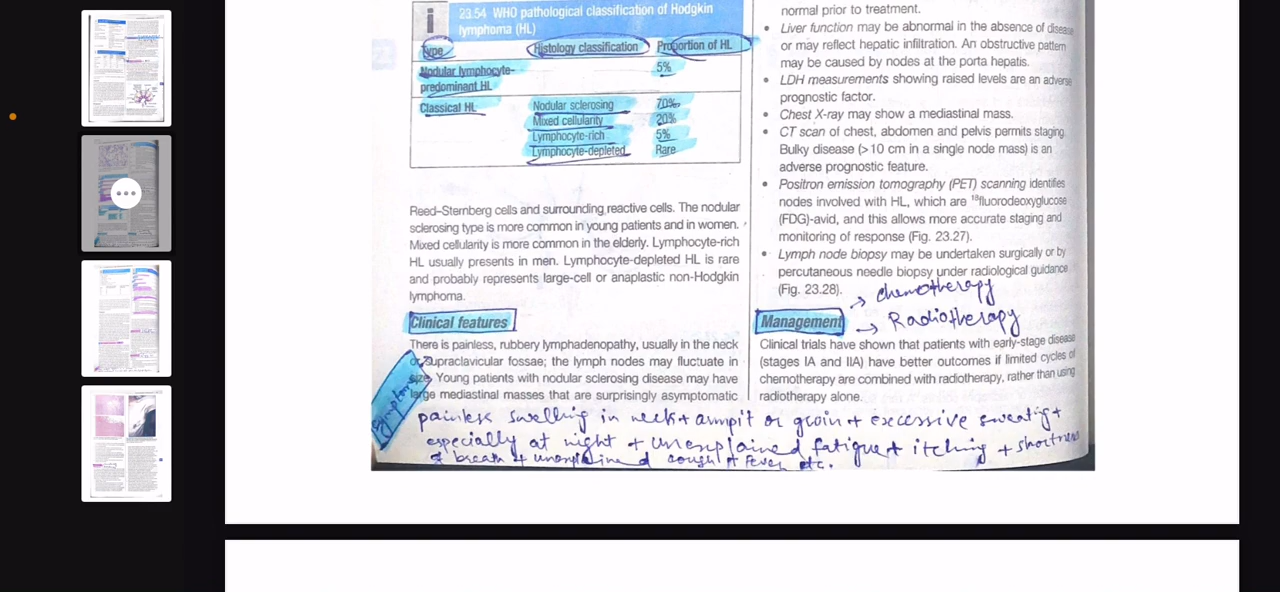 23.54 WHO pathological classification of Hodgkin
lymphoma (HL)
Type Histology classification Proportion of HL
Nodular lymphocyte- 5%
predominant HL
Classical HL Nodular sclerosing 70%
Mixed cellularity 20%
Lymphocyte-rich 5%
Lymphocyte-depleted Rare
Reed–Sternberg cells and surrounding reactive cells. The nodular
sclerosing type is more common in young patients and in women.
Mixed cellularity is more common in the elderly. Lymphocyte-rich
HL usually presents in men. Lymphocyte-depleted HL is rare
and probably represents large-cell or anaplastic non-Hodgkin
lymphoma.
Clinical features
There is painless, rubbery lymphadenopathy, usually in the neck
or supraclavicular fossae; the lymph nodes may fluctuate in
size. Young patients with nodular sclerosing disease may have
large mediastinal masses that are surprisingly asymptomatic
normal prior to treatment.
• Liver function may be abnormal in the absence of disease
or may reflect hepatic infiltration. An obstructive pattern
may be caused by nodes at the porta hepatis.
• LDH measurements showing raised levels are an adverse
prognostic factor.
• Chest X-ray may show a mediastinal mass.
• CT scan of chest, abdomen and pelvis permits staging.
Bulky disease (> 10 cm in a single node mass) is an
adverse prognostic feature.
• Positron emission tomography (PET) scanning identifies
nodes involved with HL, which are ¹⁸fluorodeoxyglucose
(FDG)-avid, and this allows more accurate staging and
monitoring of response (Fig. 23.27).
• Lymph node biopsy may be undertaken surgically or by
percutaneous needle biopsy under radiological guidance
(Fig. 23.28).
→ chemotherapy
Management → Radiotherapy
Clinical trials have shown that patients with early-stage disease
(stages IA and IIA) have better outcomes if limited cycles of
chemotherapy are combined with radiotherapy, rather than using
radiotherapy alone.
painless swelling in neck + armpit or groin + excessive sweating +
especially at night + unexplained fatigue + itching + shortness
of breath + unexplained cough + Fever etc.